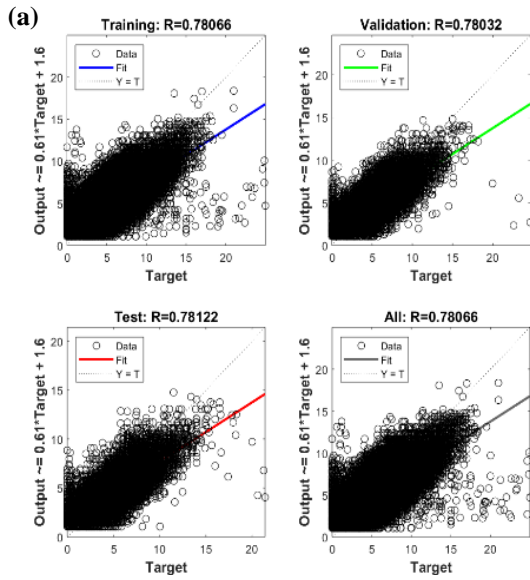 (a)
Training: R=0.78066
Data
Fit
Y = T
Output ~= 0.61*Target + 1.6
20
15
10
5
0
0 5 10 15 20
Target
Validation: R=0.78032
Data
Fit
Y = T
Output ~= 0.61*Target + 1.6
20
15
10
5
0
0 5 10 15 20
Target
Test: R=0.78122
Data
Fit
Y = T
Output ~= 0.61*Target + 1.6
20
15
10
5
0
0 5 10 15 20
Target
All: R=0.78066
Data
Fit
Y = T
Output ~= 0.61*Target + 1.6
20
15
10
5
0
0 5 10 15 20
Target